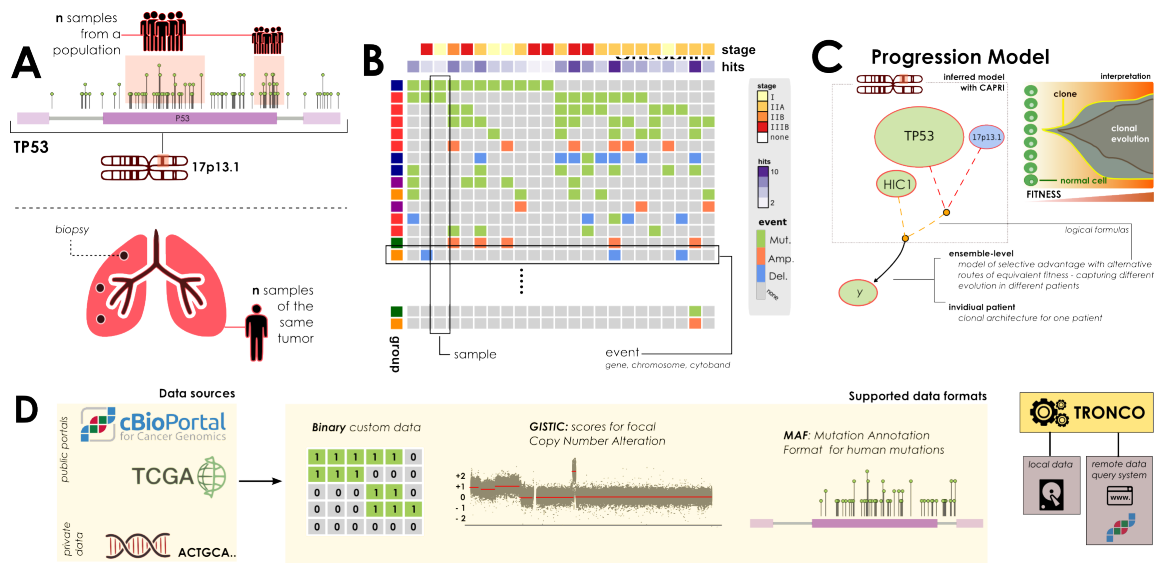 A
n samples
from a
population
P53
TP53
17p13.1
biopsy
n samples
of the
same
tumor
B
stage
hits
stage
I
IIA
IIB
IIIB
none
hits
10
2
event
Mut.
Amp.
Del.
none
group
sample
event
gene, chromosome, cytoband
C
Progression Model
inferred model
with CAPRI
interpretation
TP53
17p13.1
HIC1
y
clone
clonal
evolution
normal cell
FITNESS
logical formulas
ensemble-level
model of selective advantage with alternative
routes of equivalent fitness - capturing different
evolution in different patients
invidiual patient
clonal architecture for one patient
D
Data sources
public portals
cBioPortal
for Cancer Genomics
TCGA
private
data
ACTGCA..
Supported data formats
Binary custom data
1 1 1 1 1 0
1 1 1 0 0 0
0 0 0 1 1 0
0 0 0 1 1 1
0 0 0 0 0 0
GISTIC: scores for focal
Copy Number Alteration
+2
+1
0
- 1
- 2
MAF: Mutation Annotation
Format for human mutations
TRONCO
local data
remote data
query system
www.